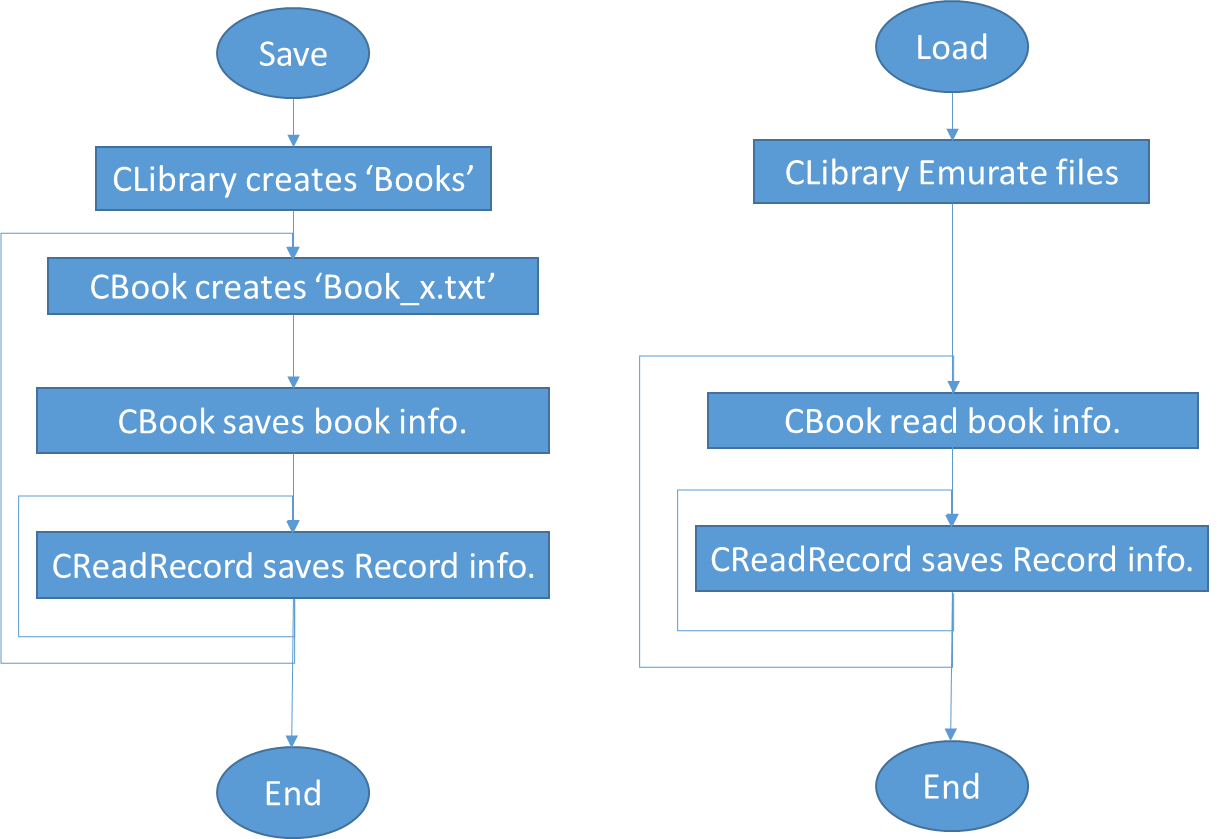 Save
CLibrary creates ‘Books’
CBook creates ‘Book_x.txt’
CBook saves book info.
CReadRecord saves Record info.
End
Load
CLibrary Emurate files
CBook read book info.
CReadRecord saves Record info.
End